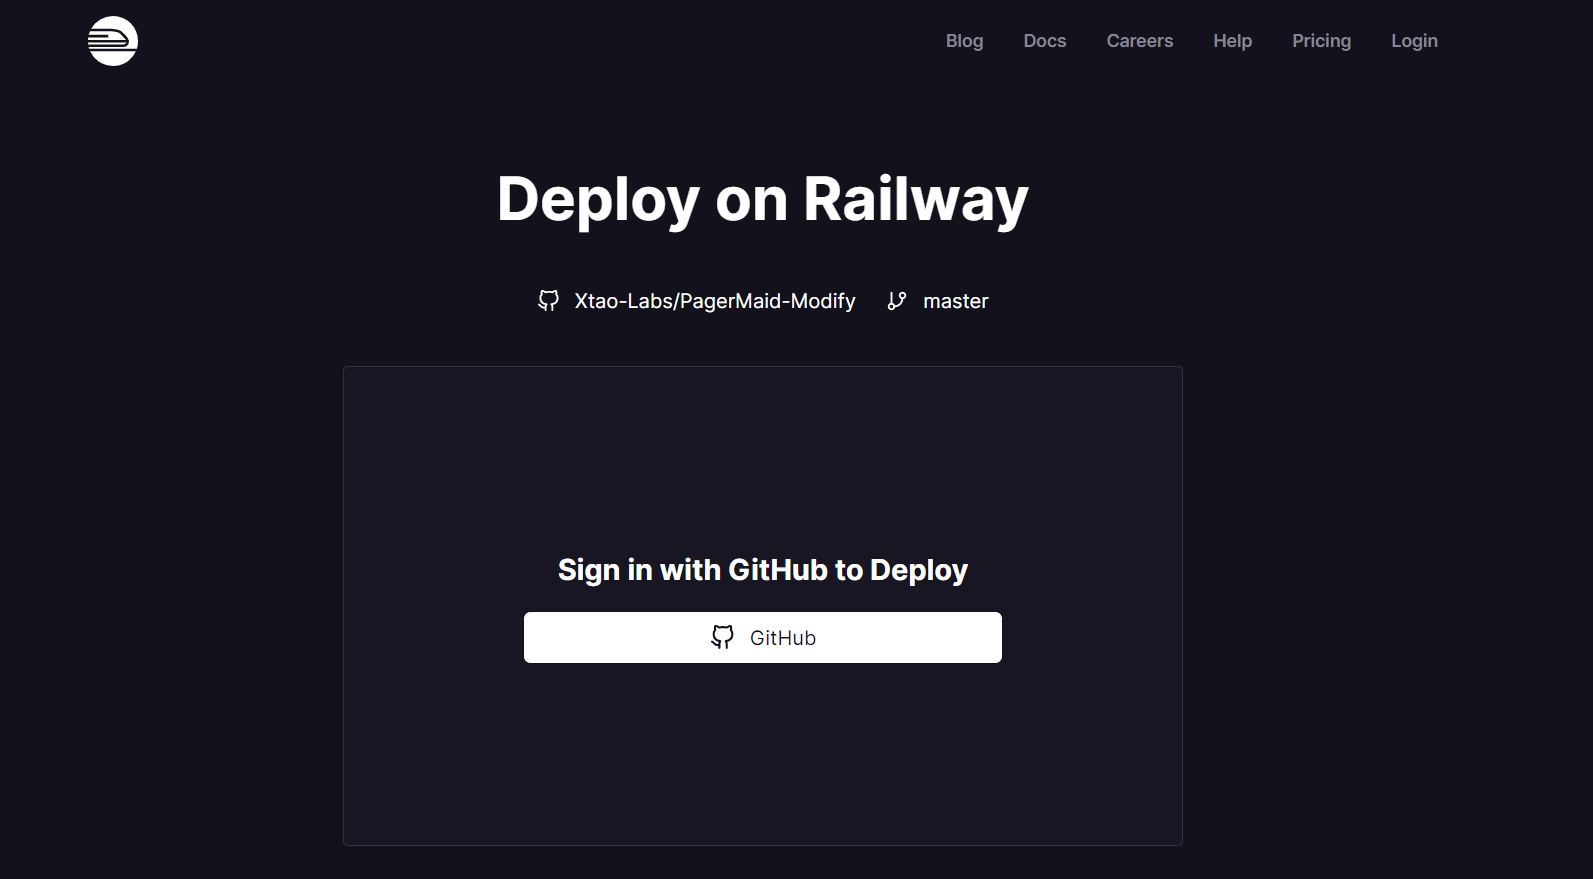 Blog Docs Careers Help Pricing Login
Deploy on Railway
Xtao-Labs/PagerMaid-Modify master
Sign in with GitHub to Deploy
GitHub